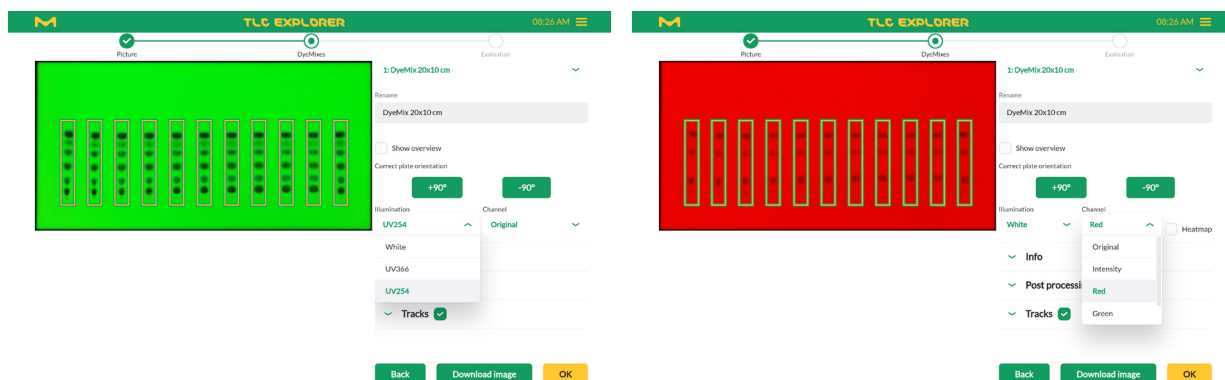 TLC EXPLORER
08:26 AM
Picture
DyeMixes
Evaluation
1: DyeMix 20x10 cm
Rename
DyeMix 20x10 cm
Show overview
Correct plate orientation
+90°
-90°
Illumination
Channel
UV254
Original
White
UV366
UV254
Tracks
Back
Download image
OK
TLC EXPLORER
08:26 AM
Picture
DyeMixes
Evaluation
1: DyeMix 20x10 cm
Rename
DyeMix 20x10 cm
Show overview
Correct plate orientation
+90°
-90°
Illumination
Channel
White
Red
Heatmap
Original
Info
Intensity
Post processi
Red
Tracks
Green
Back
Download image
OK